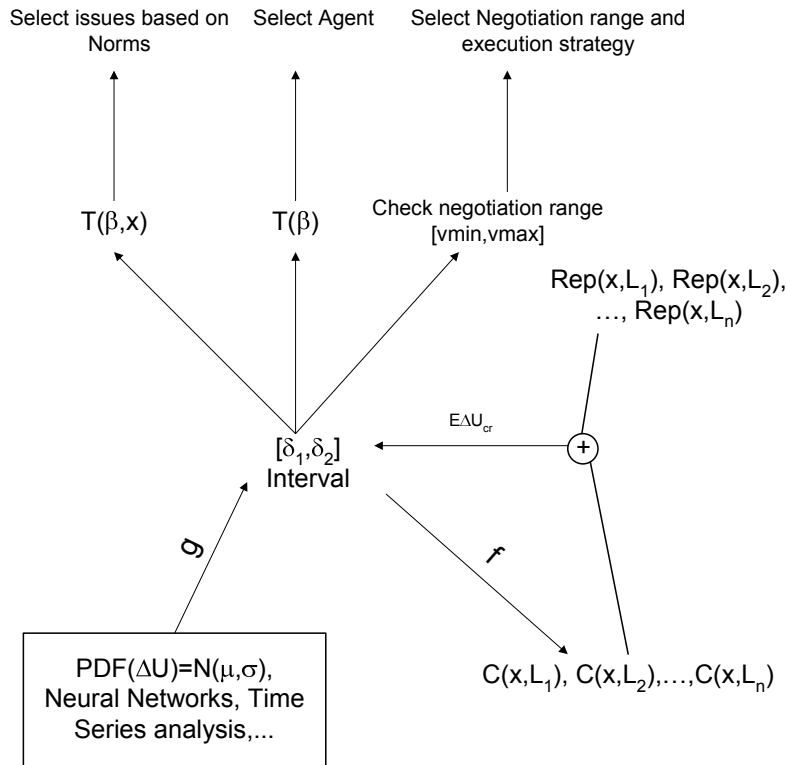 Select issues based on
Norms
Select Agent
Select Negotiation range and
execution strategy
T(β,x)
T(β)
Check negotiation range
[vmin,vmax]
Rep(x,L₁), Rep(x,L₂),
…, Rep(x,Lₙ)
EΔU_cr
+
[δ₁,δ₂]
Interval
g
f
PDF(ΔU)=N(μ,σ),
Neural Networks, Time
Series analysis,...
C(x,L₁), C(x,L₂),…,C(x,Lₙ)